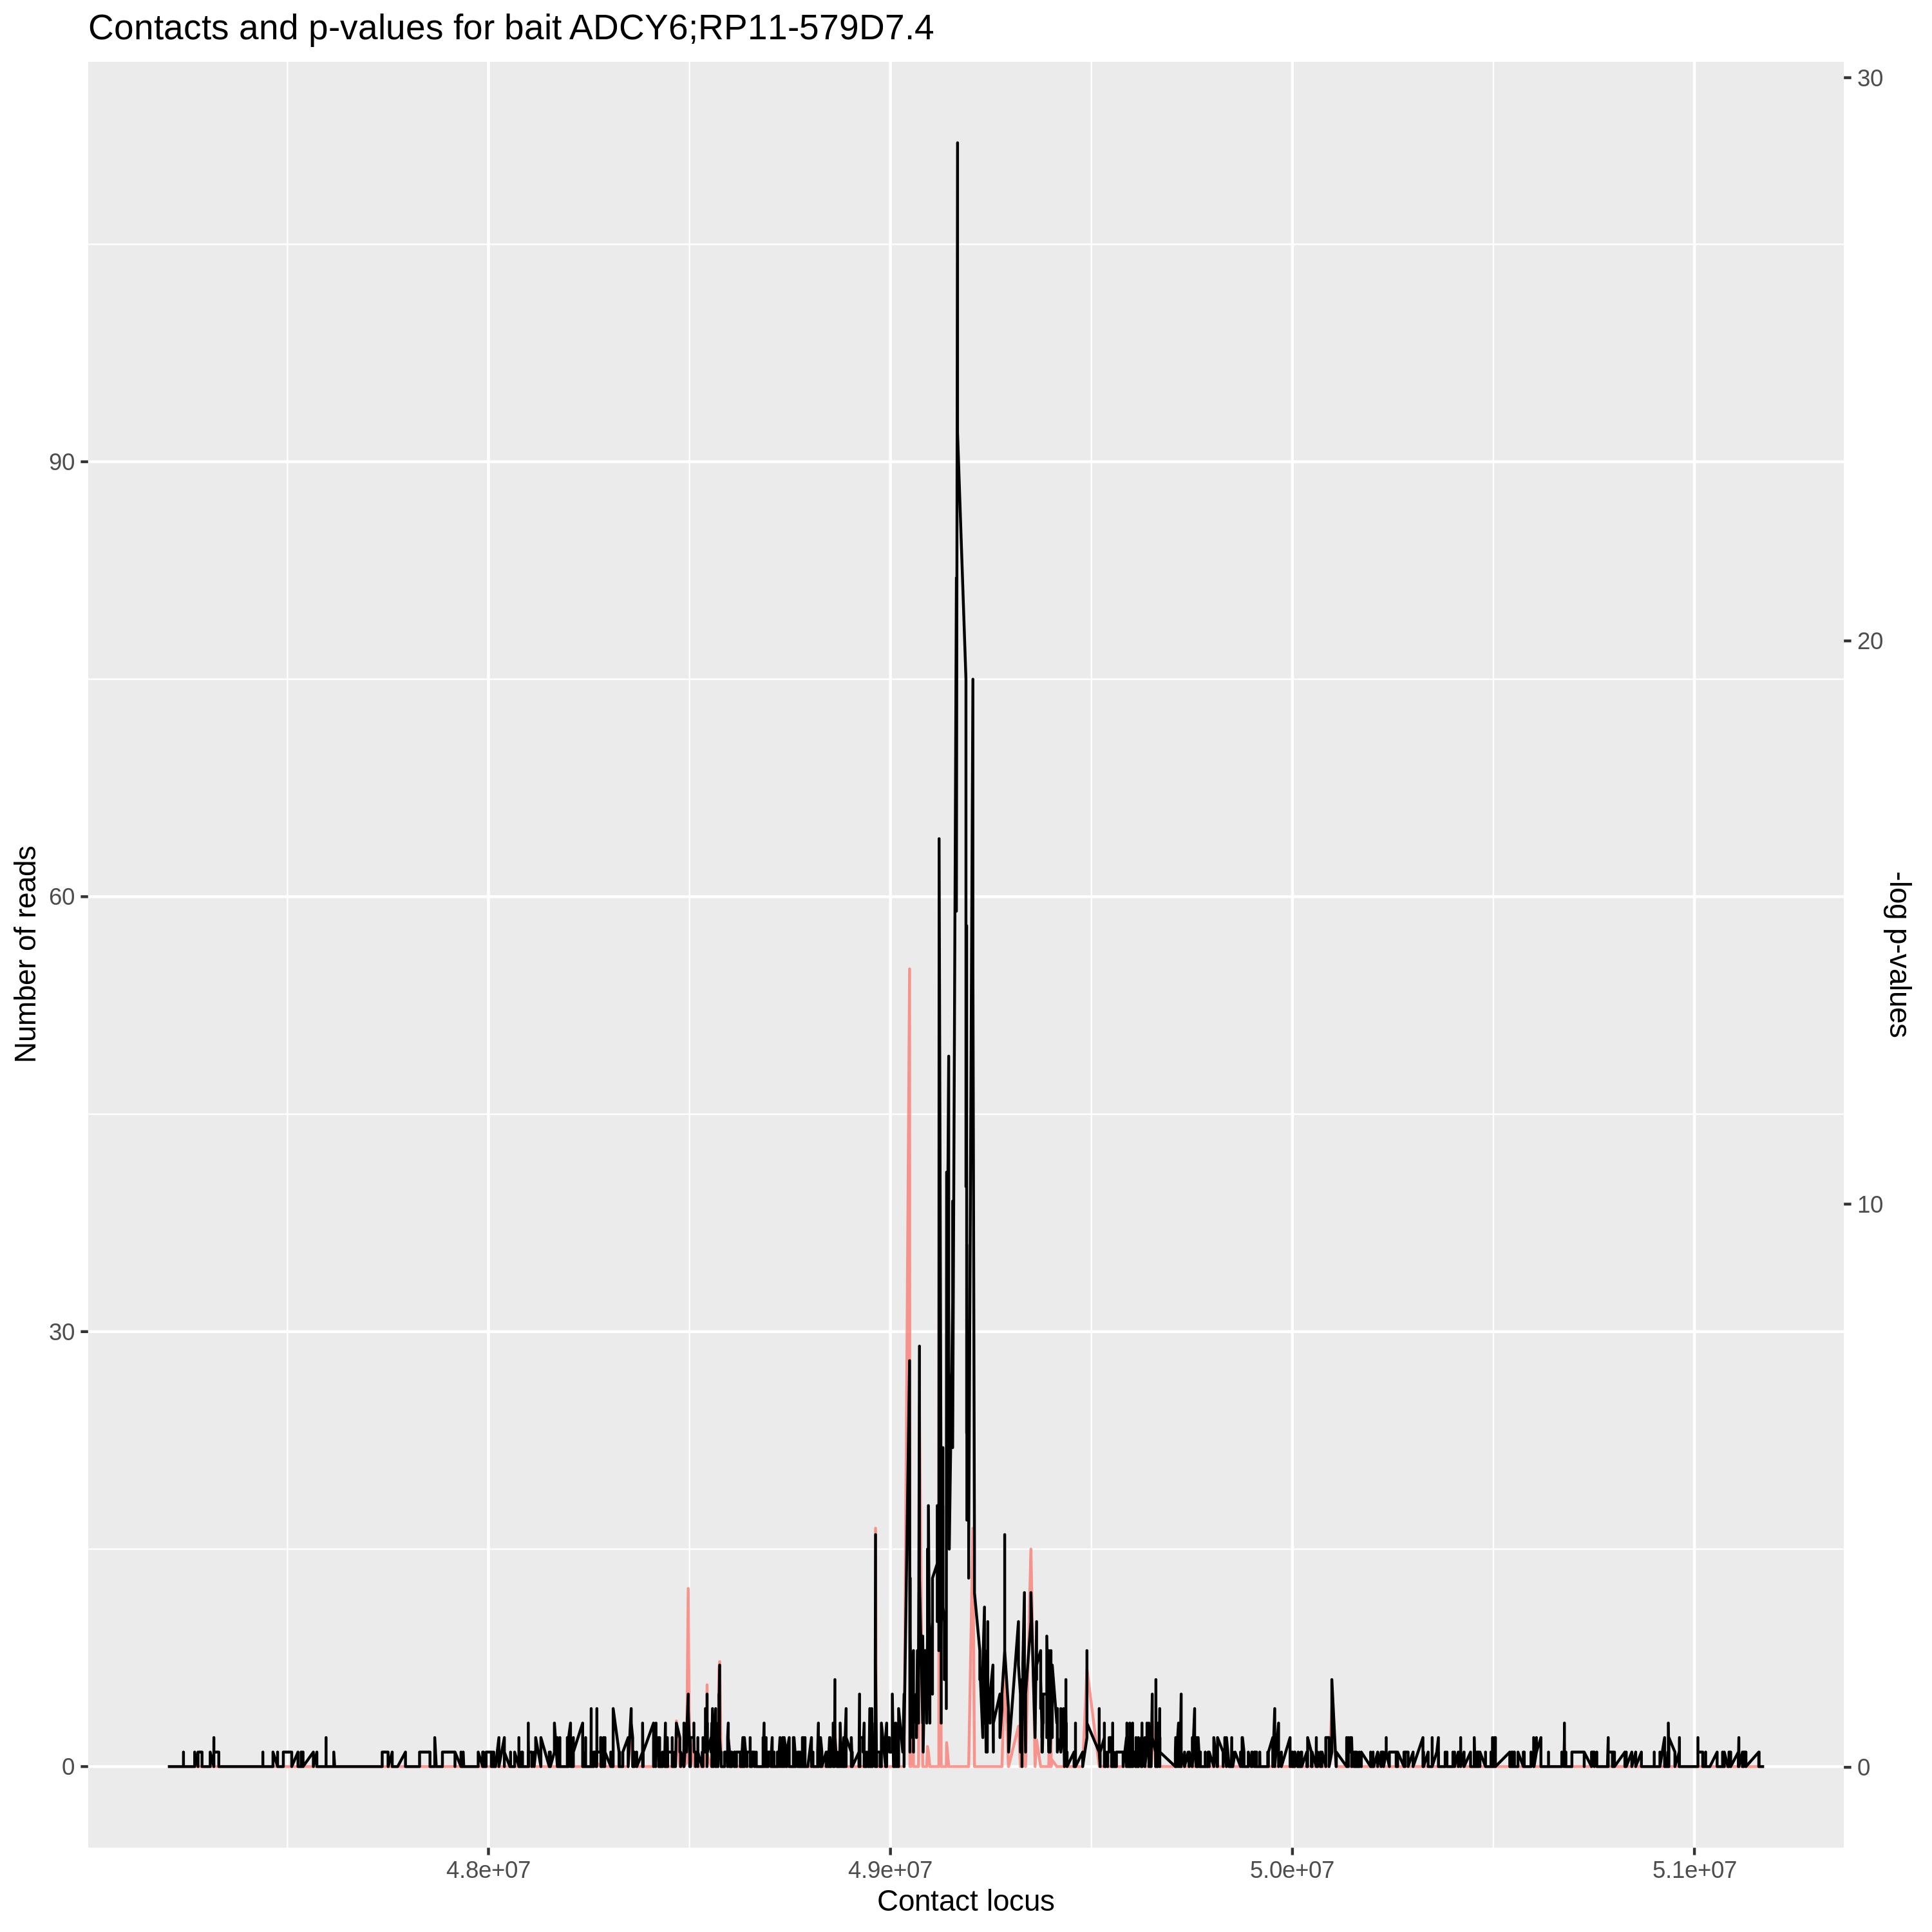 Contacts and p-values for bait ADCY6;RP11-579D7.4
Number of reads
90
60
30
0
30
20
10
0
-log p-values
4.8e+07
4.9e+07
5.0e+07
5.1e+07
Contact locus